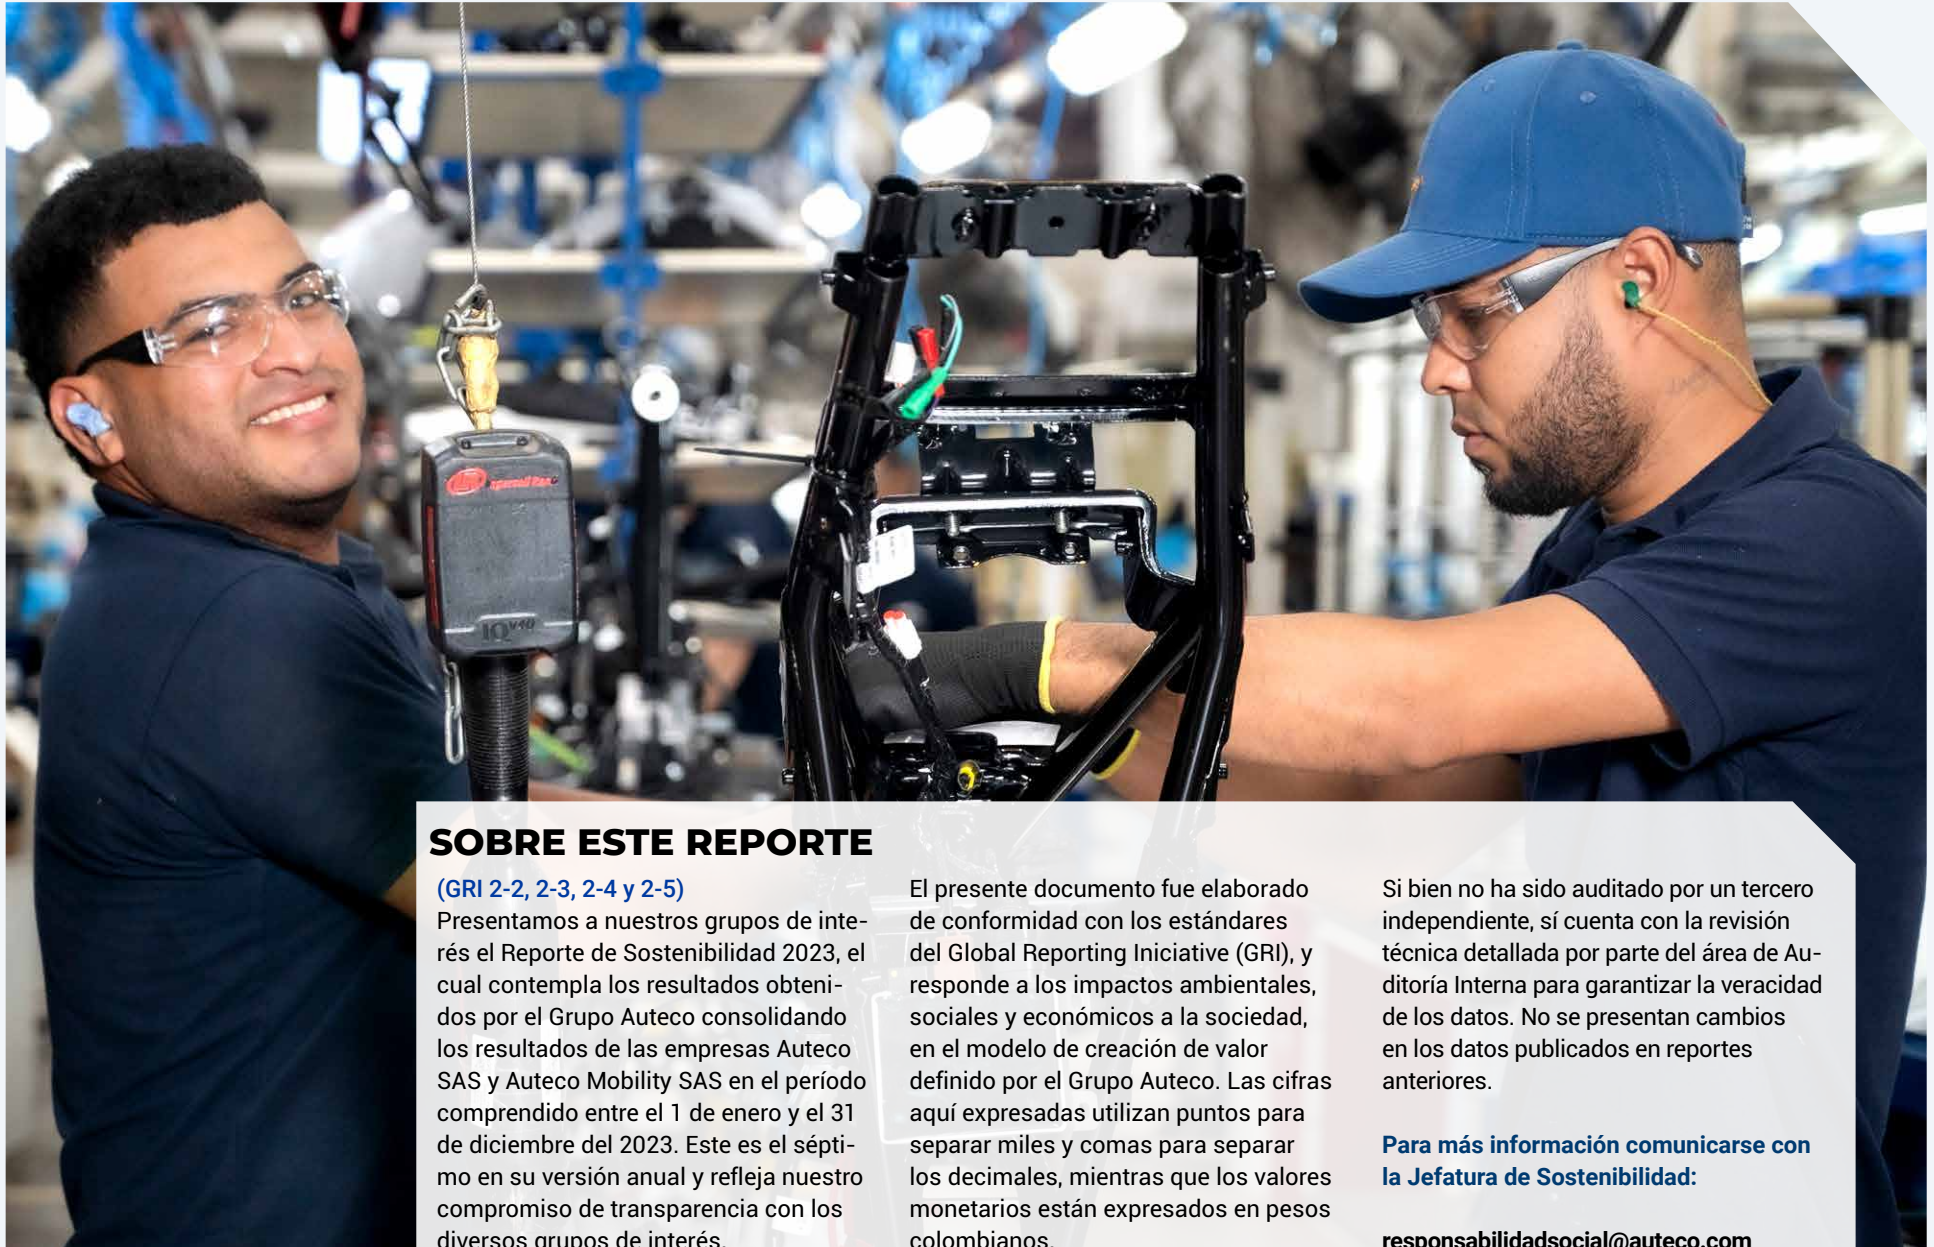 Ingersoll Rand
IQV40
SOBRE ESTE REPORTE
(GRI 2-2, 2-3, 2-4 y 2-5)
Presentamos a nuestros grupos de inte-
rés el Reporte de Sostenibilidad 2023, el
cual contempla los resultados obteni-
dos por el Grupo Auteco consolidando
los resultados de las empresas Auteco
SAS y Auteco Mobility SAS en el período
comprendido entre el 1 de enero y el 31
de diciembre del 2023. Este es el sépti-
mo en su versión anual y refleja nuestro
compromiso de transparencia con los
diversos grupos de interés.
El presente documento fue elaborado
de conformidad con los estándares
del Global Reporting Iniciative (GRI), y
responde a los impactos ambientales,
sociales y económicos a la sociedad,
en el modelo de creación de valor
definido por el Grupo Auteco. Las cifras
aquí expresadas utilizan puntos para
separar miles y comas para separar
los decimales, mientras que los valores
monetarios están expresados en pesos
colombianos.
Si bien no ha sido auditado por un tercero
independiente, sí cuenta con la revisión
técnica detallada por parte del área de Au-
ditoría Interna para garantizar la veracidad
de los datos. No se presentan cambios
en los datos publicados en reportes
anteriores.
Para más información comunicarse con
la Jefatura de Sostenibilidad:
responsabilidadsocial@auteco.com